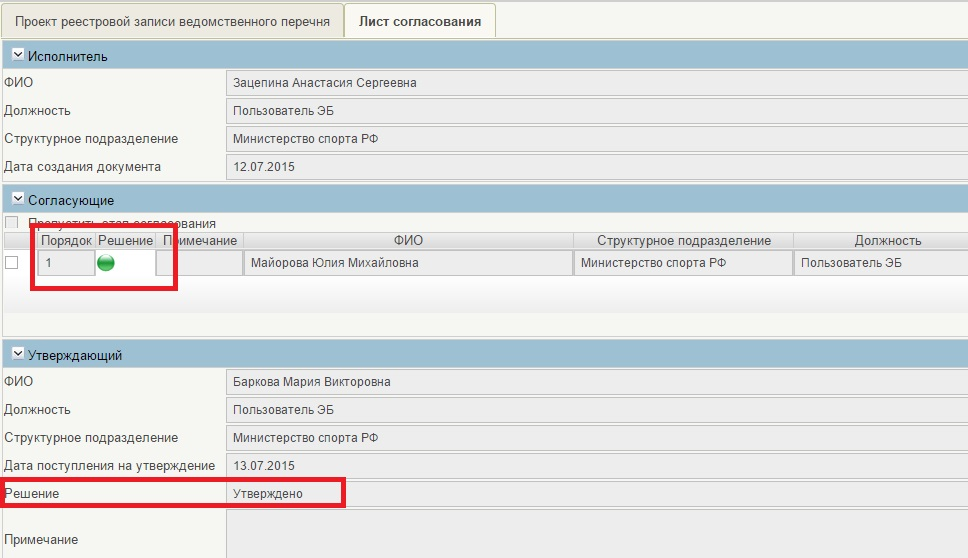 Проект реестровой записи ведомственного перечня Лист согласования
Исполнитель
ФИО Зацепина Анастасия Сергеевна
Должность Пользователь ЭБ
Структурное подразделение Министерство спорта РФ
Дата создания документа 12.07.2015
Согласующие
Пропустить этап согласования
Порядок Решение Примечание ФИО Структурное подразделение Должность
1 Майорова Юлия Михайловна Министерство спорта РФ Пользователь ЭБ
Утверждающий
ФИО Баркова Мария Викторовна
Должность Пользователь ЭБ
Структурное подразделение Министерство спорта РФ
Дата поступления на утверждение 13.07.2015
Решение Утверждено
Примечание